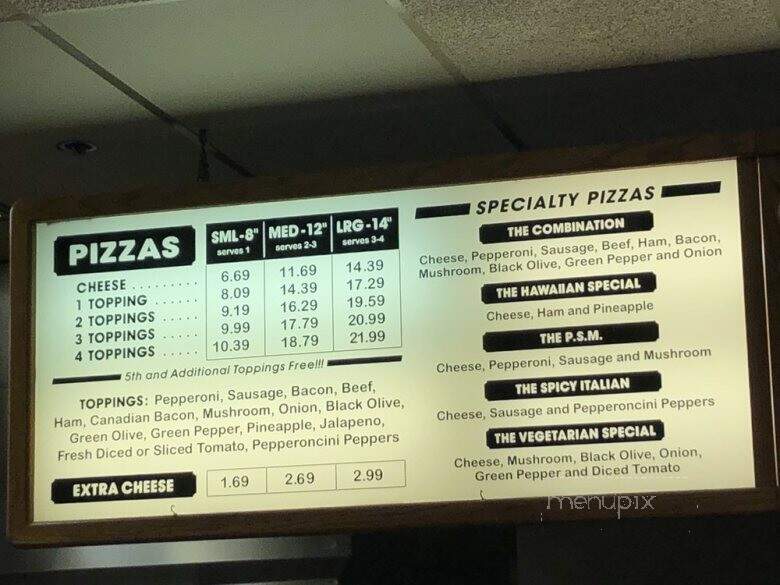 PIZZAS
SML-8" MED-12" LRG-14"
serves 1 serves 2-3 serves 3-4
CHEESE ......... 6.69 11.69 14.39
1 TOPPING ...... 8.09 14.39 17.29
2 TOPPINGS ..... 9.19 16.29 19.59
3 TOPPINGS ..... 9.99 17.79 20.99
4 TOPPINGS ..... 10.39 18.79 21.99
5th and Additional Toppings Free!!!
TOPPINGS: Pepperoni, Sausage, Bacon, Beef,
Ham, Canadian Bacon, Mushroom, Onion, Black Olive,
Green Olive, Green Pepper, Pineapple, Jalapeno,
Fresh Diced or Sliced Tomato, Pepperoncini Peppers
EXTRA CHEESE 1.69 2.69 2.99
SPECIALTY PIZZAS
THE COMBINATION
Cheese, Pepperoni, Sausage, Beef, Ham, Bacon,
Mushroom, Black Olive, Green Pepper and Onion
THE HAWAIIAN SPECIAL
Cheese, Ham and Pineapple
THE P.S.M.
Cheese, Pepperoni, Sausage and Mushroom
THE SPICY ITALIAN
Cheese, Sausage and Pepperoncini Peppers
THE VEGETARIAN SPECIAL
Cheese, Mushroom, Black Olive, Onion,
Green Pepper and Diced Tomato
menupix